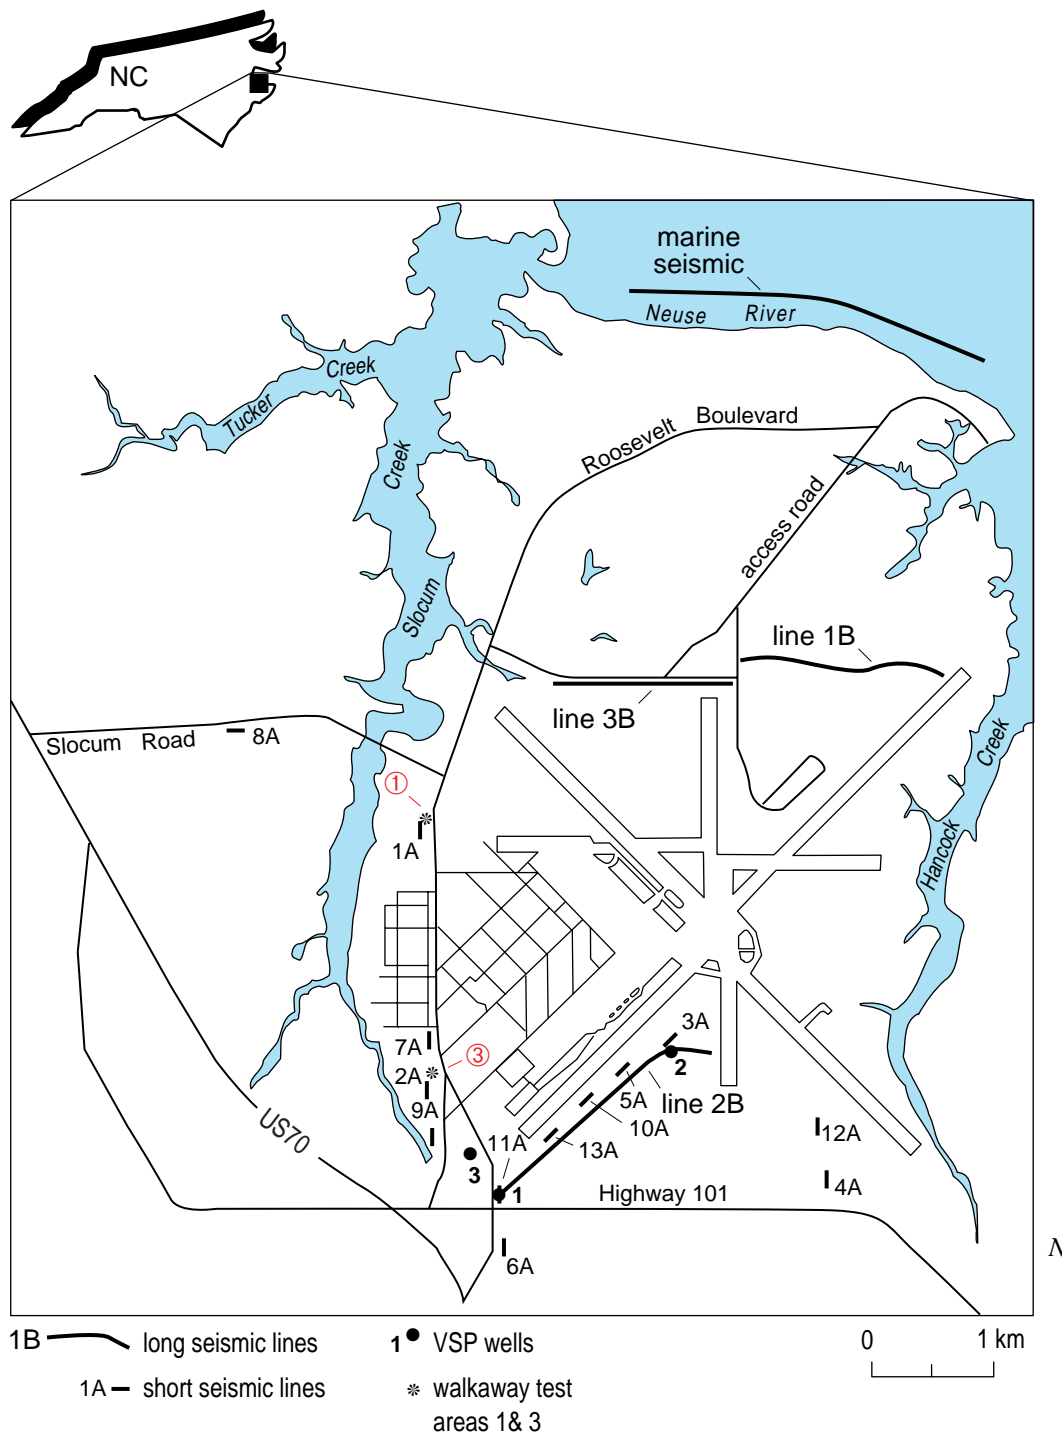 NC
marine
seismic
Neuse River
Creek
Tucker
Creek
Slocum
Roosevelt Boulevard
access road
line 1B
line 3B
Slocum Road
8A
1
1A
Creek
Hancock
7A
3
2A
9A
3A
2
5A
line 2B
10A
13A
11A
12A
4A
3
1
Highway 101
US70
6A
N
1B long seismic lines
1A short seismic lines
1 VSP wells
walkaway test
areas 1& 3
0 1 km